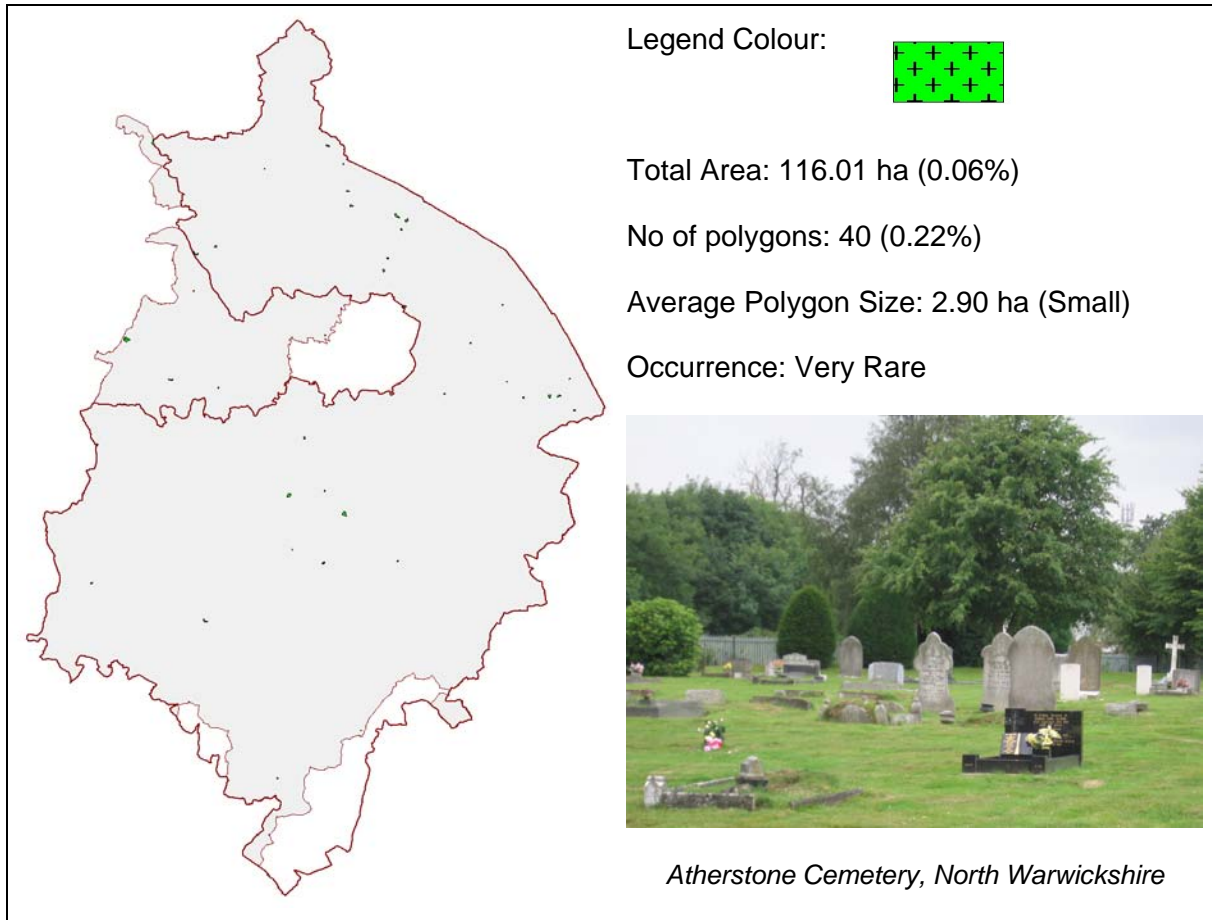 Legend Colour:
Total Area: 116.01 ha (0.06%)
No of polygons: 40 (0.22%)
Average Polygon Size: 2.90 ha (Small)
Occurrence: Very Rare
Atherstone Cemetery, North Warwickshire